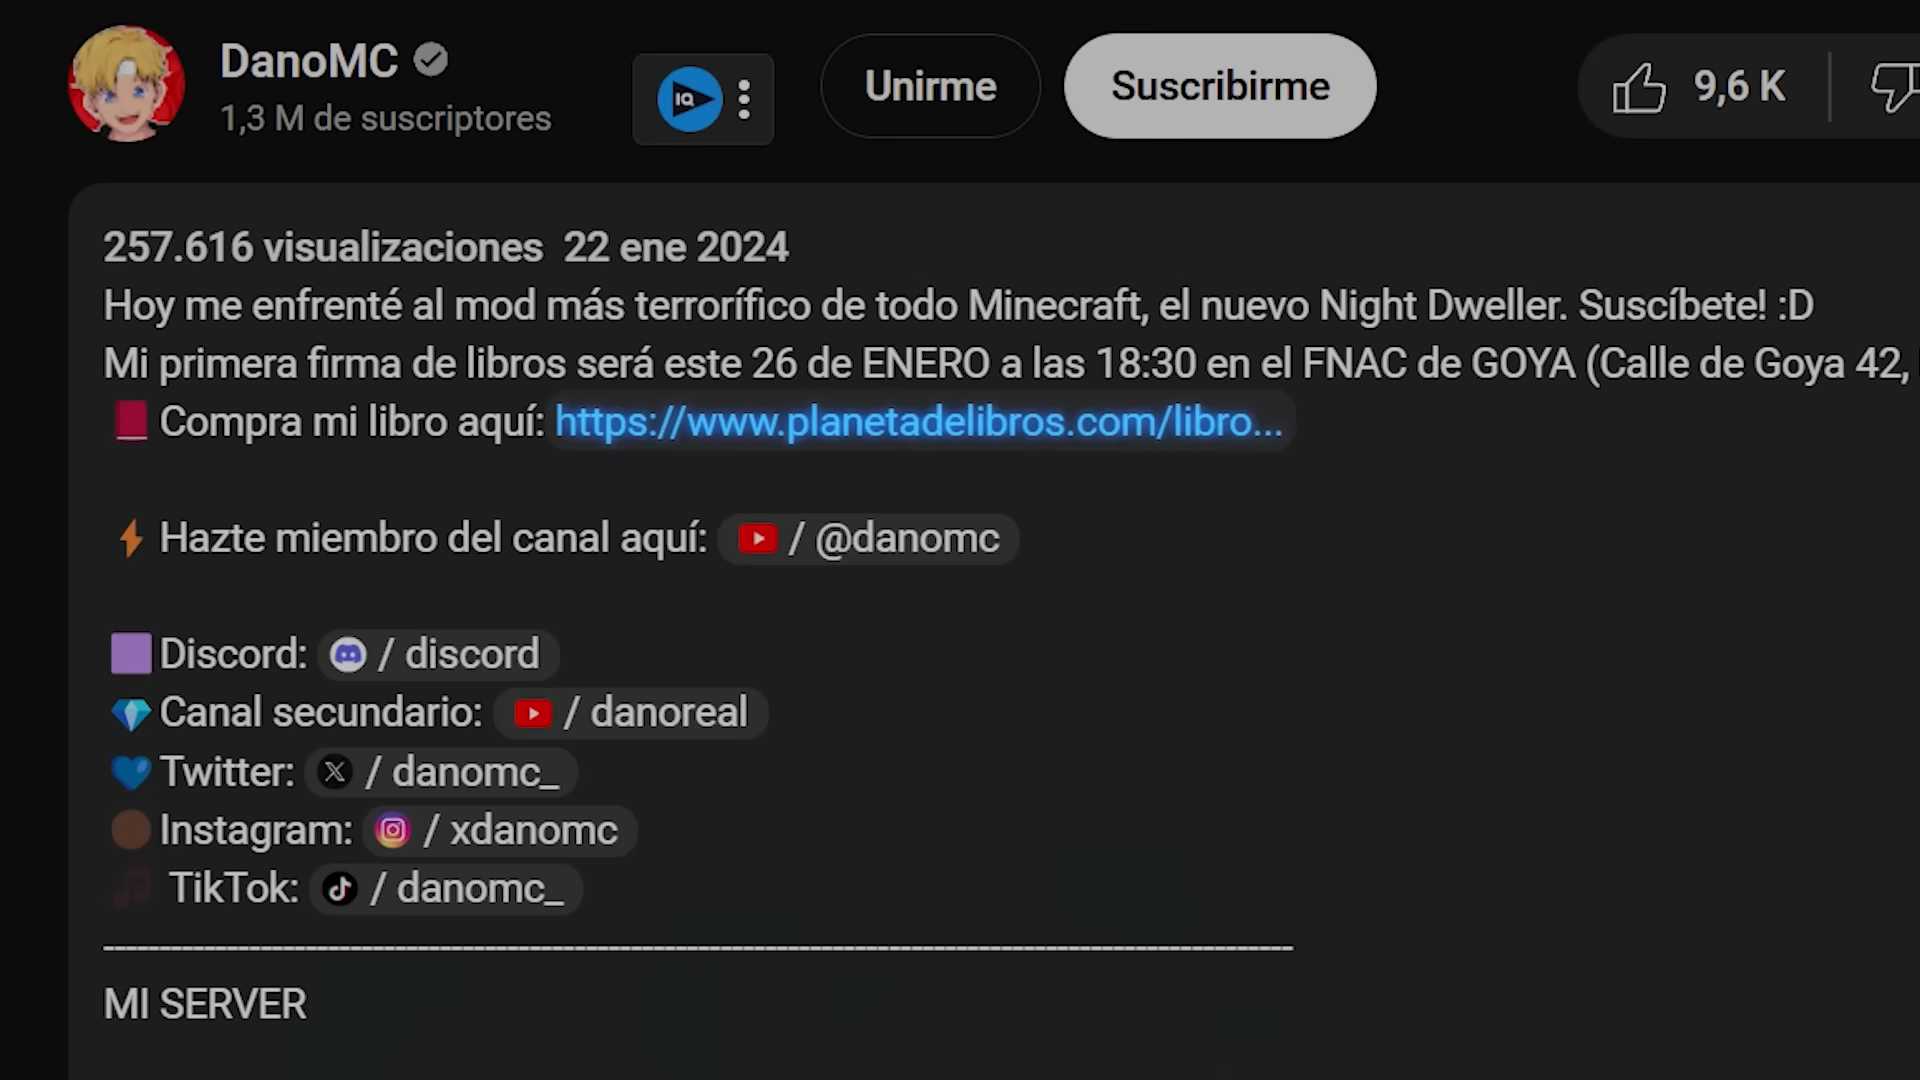 DanoMC
1,3 M de suscriptores
IQ
Unirme
Suscribirme
9,6 K
257.616 visualizaciones 22 ene 2024
Hoy me enfrenté al mod más terrorífico de todo Minecraft, el nuevo Night Dweller. Suscíbete! :D
Mi primera firma de libros será este 26 de ENERO a las 18:30 en el FNAC de GOYA (Calle de Goya 42,
Compra mi libro aquí: https://www.planetadelibros.com/libro...
Hazte miembro del canal aquí: / @danomc
Discord: / discord
Canal secundario: / danoreal
Twitter: / danomc_
Instagram: / xdanomc
TikTok: / danomc_
MI SERVER